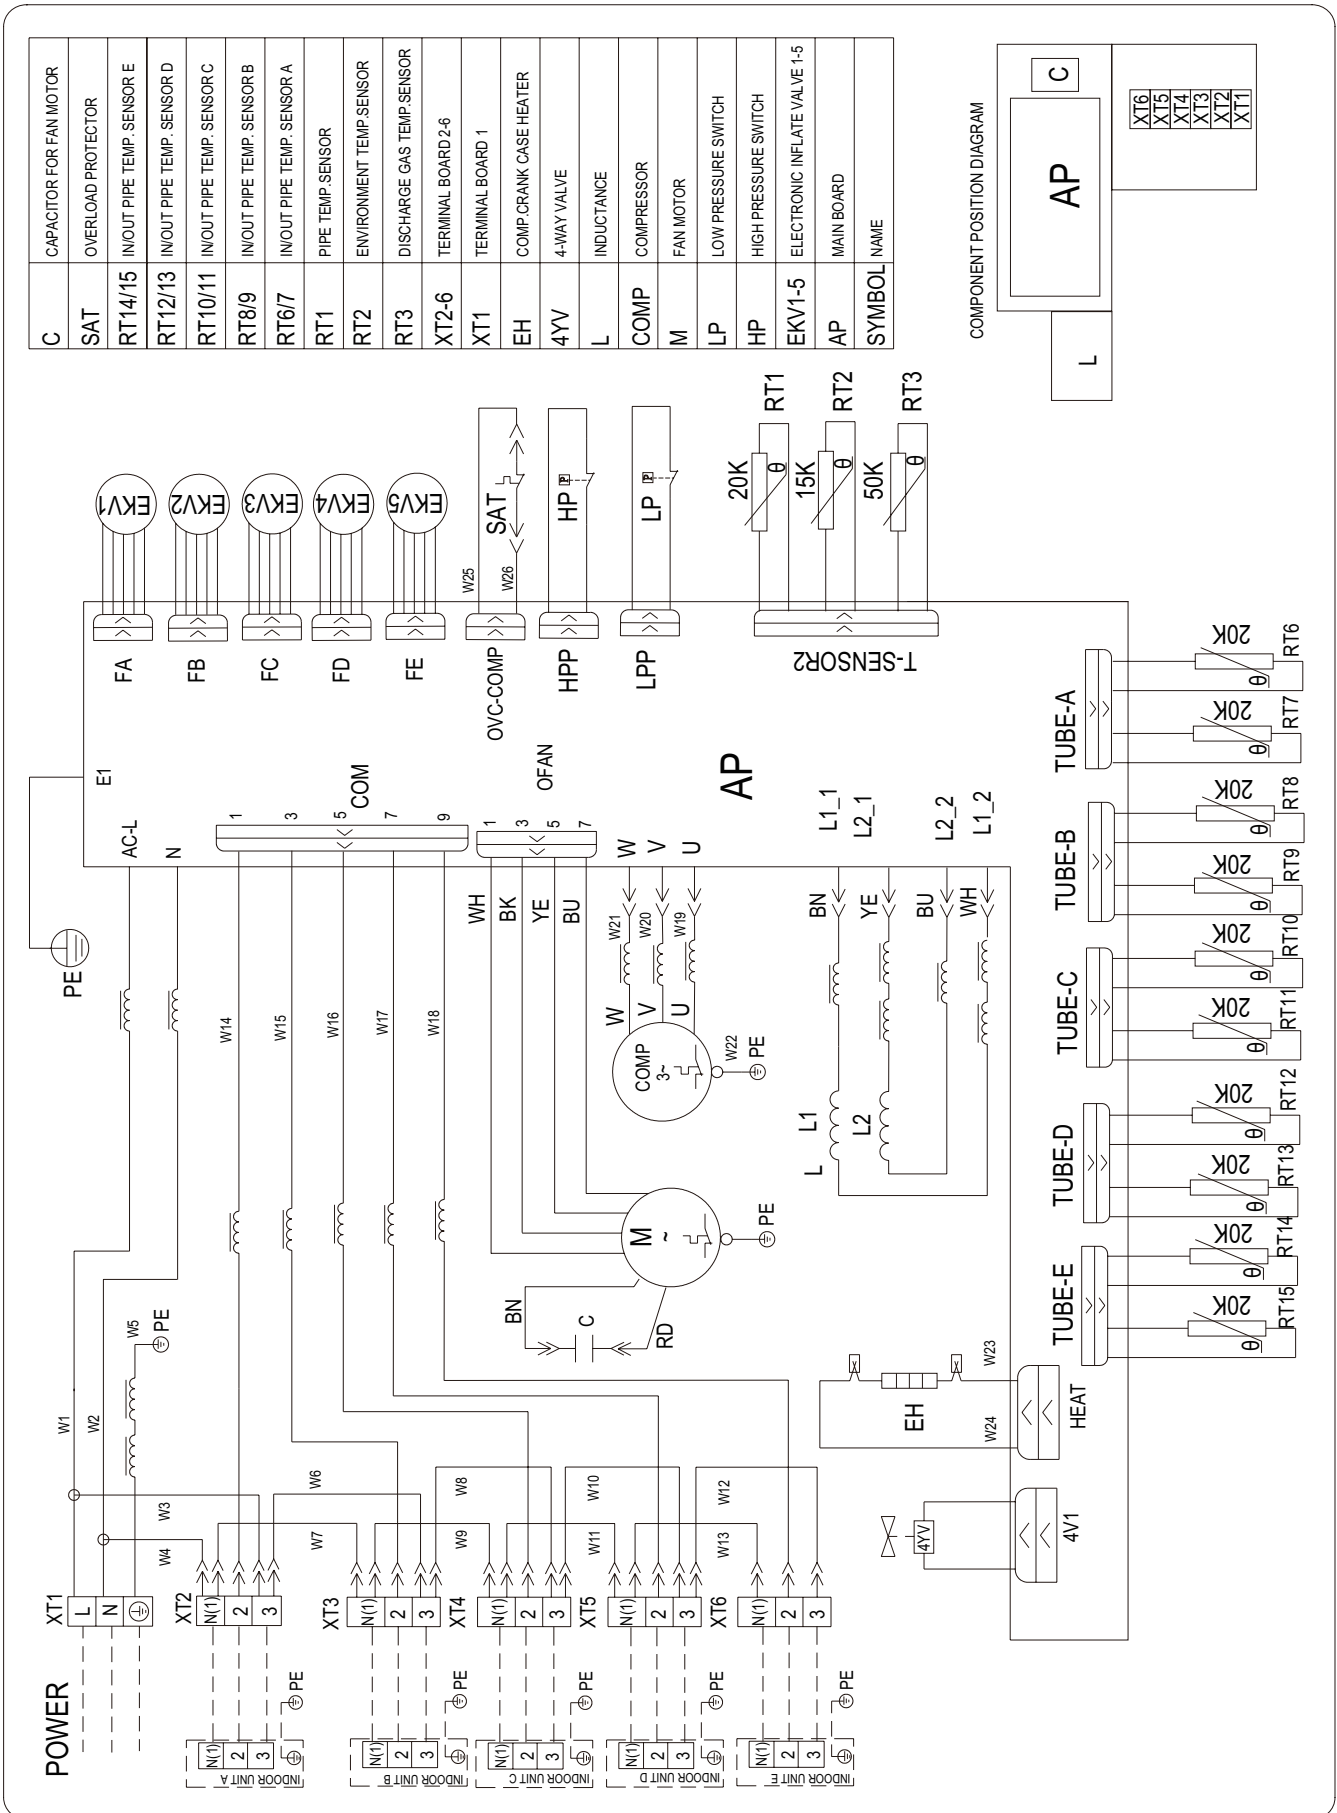 POWER
XT1
L
N
W1
W2
W3
W4
W5
PE
PE
E1
AC-L
N
XT2
N(1)
2
3
W6
W7
XT3
N(1)
2
3
W8
W9
XT4
N(1)
2
3
W10
W11
XT5
N(1)
2
3
W12
W13
XT6
N(1)
2
3
N(1)
2
3
INDOOR UNIT A
PE
N(1)
2
3
INDOOR UNIT B
PE
N(1)
2
3
INDOOR UNIT C
PE
N(1)
2
3
INDOOR UNIT D
PE
N(1)
2
3
INDOOR UNIT E
PE
W14
W15
W16
W17
W18
COM
1
3
5
7
9
OFAN
1
3
5
7
WH
BK
YE
BU
M
~
PE
BN
C
RD
W
V
U
W21
W20
W19
W
V
U
COMP
3~
W22
PE
AP
L1_1
L2_1
L2_2
L1_2
BN
YE
BU
WH
L1
L2
L
EH
W23
W24
HEAT
4YV
4V1
FA
EKV1
FB
EKV2
FC
EKV3
FD
EKV4
FE
EKV5
OVC-COMP
W25
W26
SAT
HPP
HP
P
LPP
LP
P
T-SENSOR2
20K
θ
RT1
15K
θ
RT2
50K
θ
RT3
TUBE-A
20K
θ
RT6
20K
θ
RT7
TUBE-B
20K
θ
RT8
20K
θ
RT9
TUBE-C
20K
θ
RT10
20K
θ
RT11
TUBE-D
20K
θ
RT12
20K
θ
RT13
TUBE-E
20K
θ
RT14
20K
θ
RT15
C CAPACITOR FOR FAN MOTOR
SAT OVERLOAD PROTECTOR
RT14/15 IN/OUT PIPE TEMP. SENSOR E
RT12/13 IN/OUT PIPE TEMP. SENSOR D
RT10/11 IN/OUT PIPE TEMP. SENSOR C
RT8/9 IN/OUT PIPE TEMP. SENSOR B
RT6/7 IN/OUT PIPE TEMP. SENSOR A
RT1 PIPE TEMP.SENSOR
RT2 ENVIRONMENT TEMP.SENSOR
RT3 DISCHARGE GAS TEMP.SENSOR
XT2-6 TERMINAL BOARD 2-6
XT1 TERMINAL BOARD 1
EH COMP.CRANK CASE HEATER
4YV 4-WAY VALVE
L INDUCTANCE
COMP COMPRESSOR
M FAN MOTOR
LP LOW PRESSURE SWITCH
HP HIGH PRESSURE SWITCH
EKV1-5 ELECTRONIC INFLATE VALVE 1-5
AP MAIN BOARD
SYMBOL NAME
COMPONENT POSITION DIAGRAM
L
AP
C
XT6
XT5
XT4
XT3
XT2
XT1